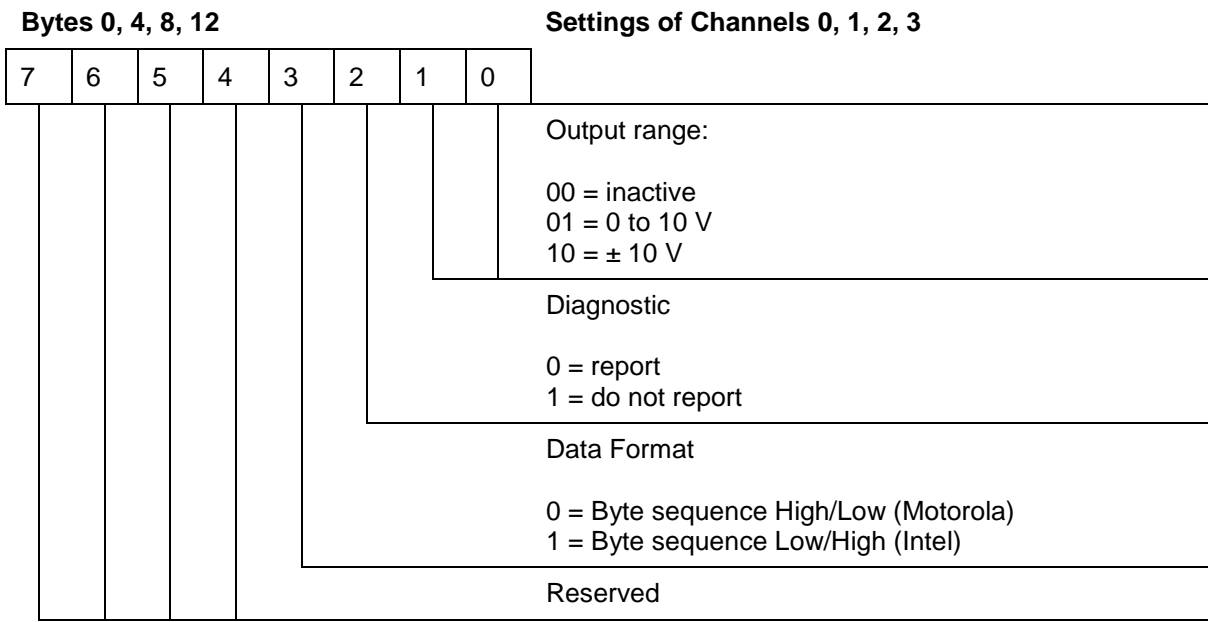 Bytes 0, 4, 8, 12 Settings of Channels 0, 1, 2, 3
7 6 5 4 3 2 1 0
Output range:
00 = inactive
01 = 0 to 10 V
10 = ± 10 V
Diagnostic
0 = report
1 = do not report
Data Format
0 = Byte sequence High/Low (Motorola)
1 = Byte sequence Low/High (Intel)
Reserved